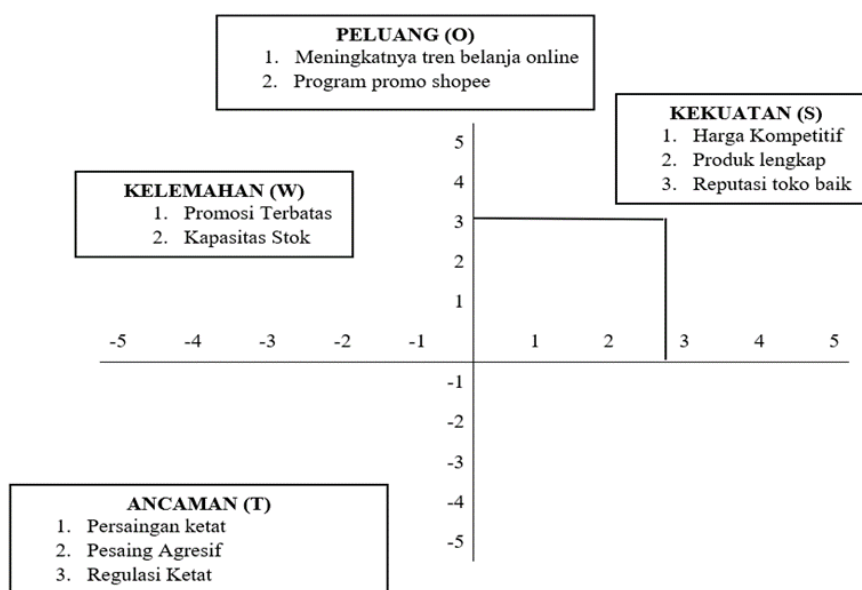 PELUANG (O)
1. Meningkatnya tren belanja online
2. Program promo shopee
KEKUATAN (S)
1. Harga Kompetitif
2. Produk lengkap
3. Reputasi toko baik
KELEMAHAN (W)
1. Promosi Terbatas
2. Kapasitas Stok
5
4
3
2
1
-5 -4 -3 -2 -1 1 2 3 4 5
-1
-2
-3
-4
-5
ANCAMAN (T)
1. Persaingan ketat
2. Pesaing Agresif
3. Regulasi Ketat